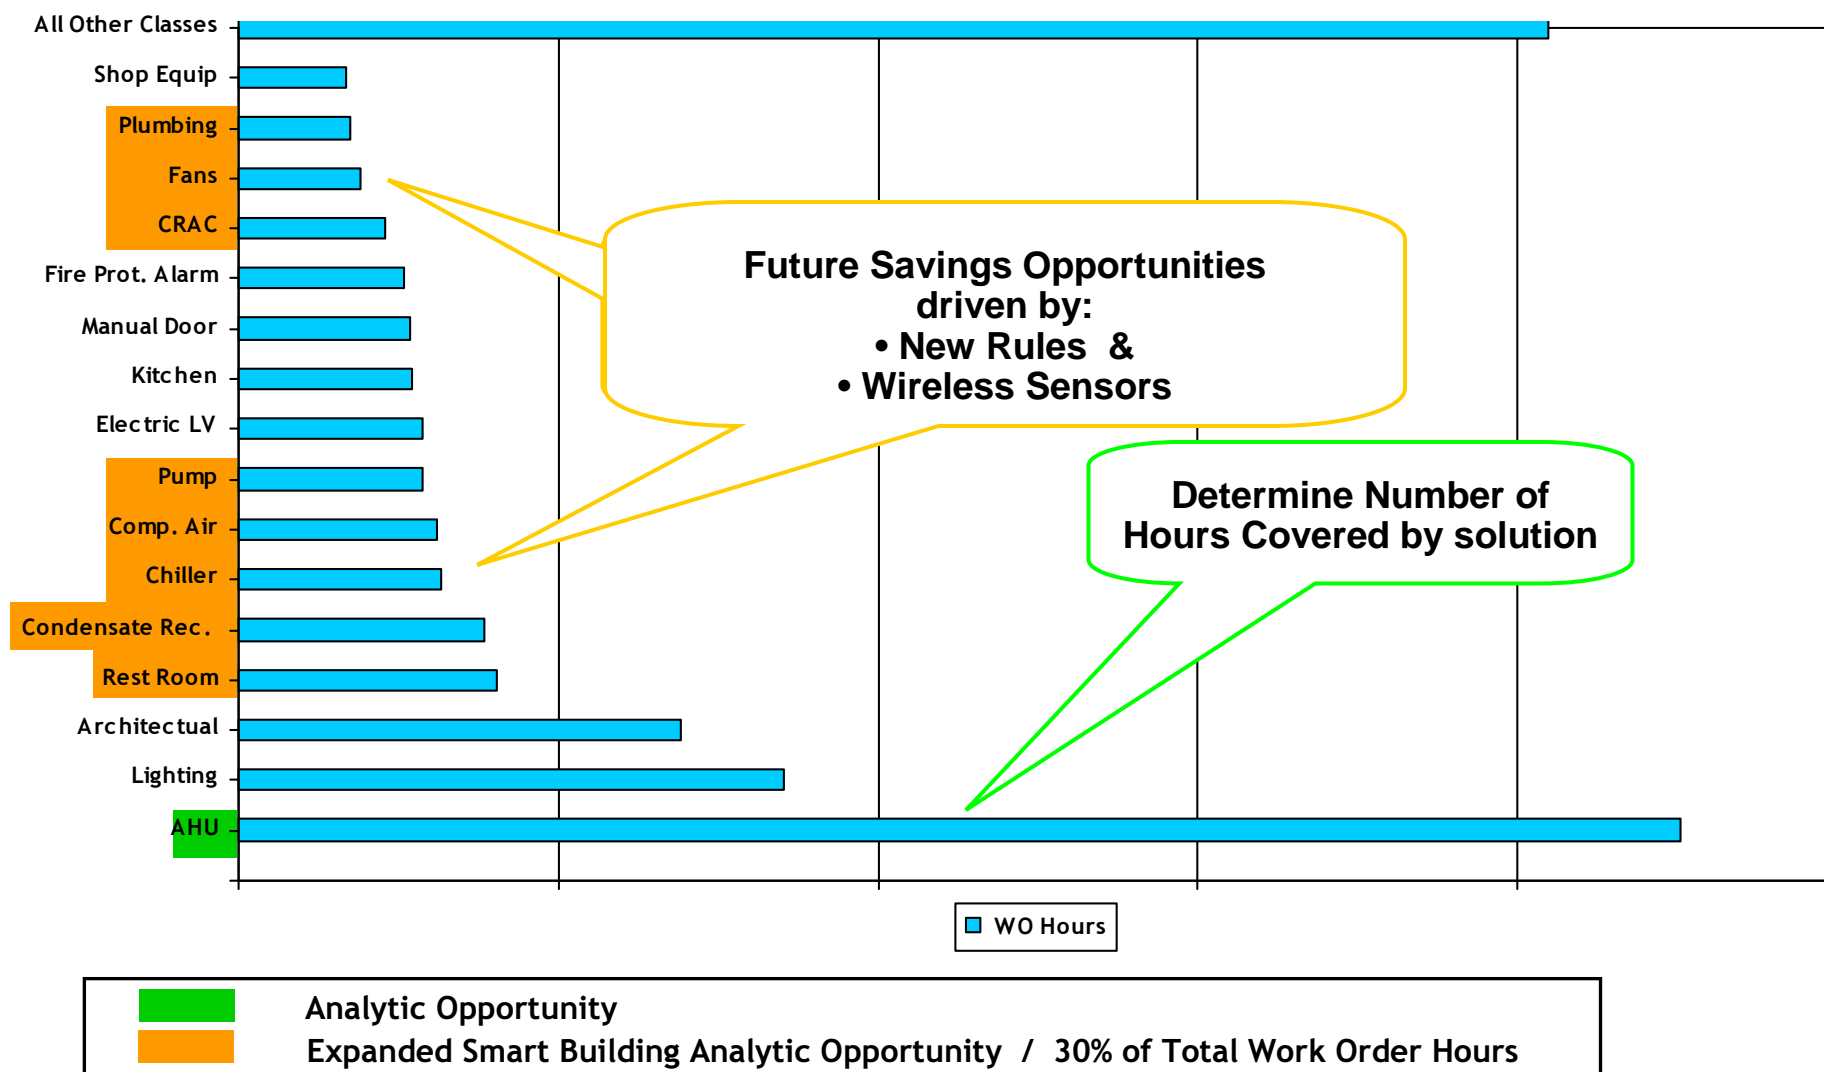 All Other Classes
Shop Equip
Plumbing
Fans
CRAC
Fire Prot. Alarm
Manual Door
Kitchen
Electric LV
Pump
Comp. Air
Chiller
Condensate Rec.
Rest Room
Architectual
Lighting
AHU
Future Savings Opportunities
driven by:
• New Rules &
• Wireless Sensors
Determine Number of
Hours Covered by solution
WO Hours
Analytic Opportunity
Expanded Smart Building Analytic Opportunity / 30% of Total Work Order Hours